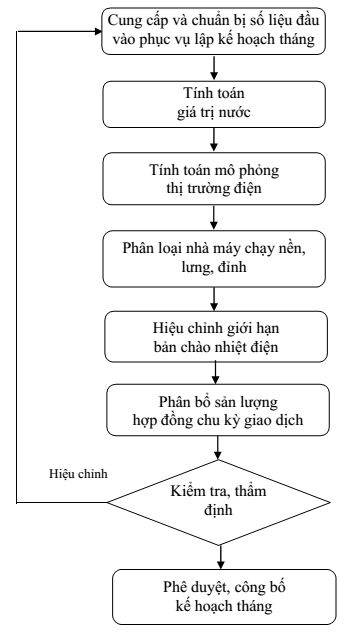 Cung cấp và chuẩn bị số liệu đầu
vào phục vụ lập kế hoạch tháng
Tính toán
giá trị nước
Tính toán mô phỏng
thị trường điện
Phân loại nhà máy chạy nền,
lưng, đỉnh
Hiệu chỉnh giới hạn
bản chào nhiệt điện
Phân bổ sản lượng
hợp đồng chu kỳ giao dịch
Hiệu chỉnh
Kiểm tra, thẩm
định
Phê duyệt, công bố
kế hoạch tháng